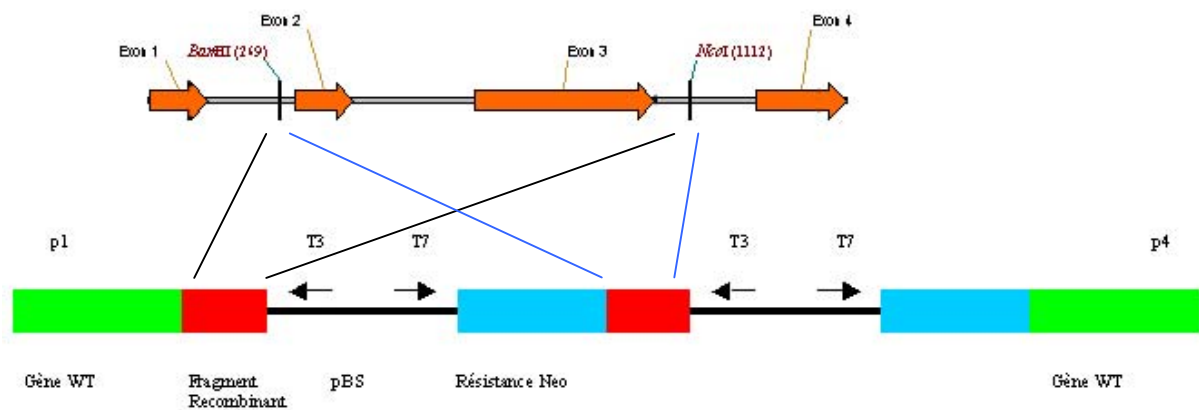 Exon 1
BamHI (269)
Exon 2
Exon 3
NcoI (1112)
Exon 4
p1
T3
T7
T3
T7
p4
Gène WT
Fragment
Recombinant
pBS
Résistance Neo
Gène WT